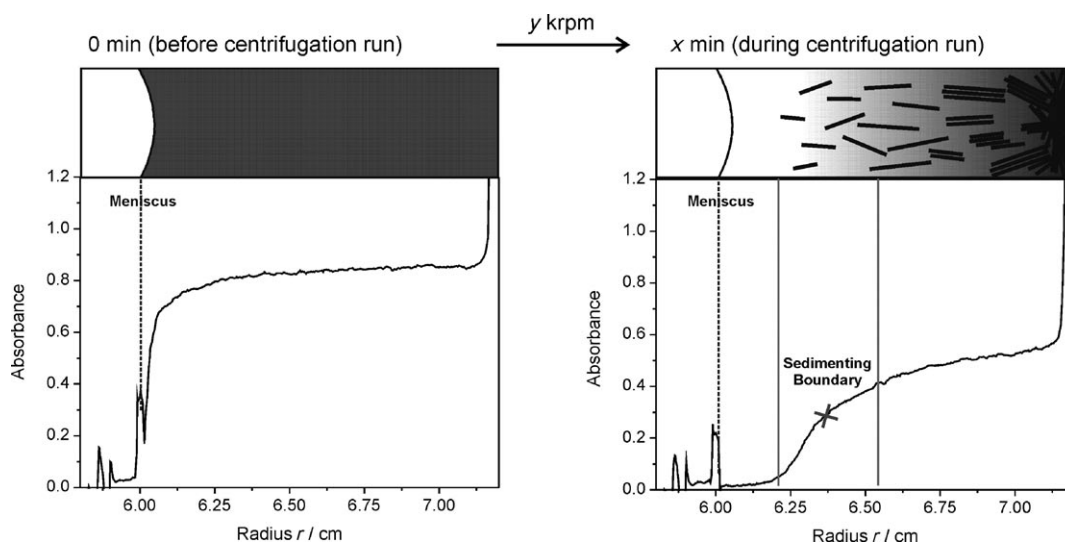 y krpm
0 min (before centrifugation run)
x min (during centrifugation run)
1.2
1.0
0.8
0.6
0.4
0.2
0.0
Absorbance
Meniscus
6.00
6.25
6.50
6.75
7.00
Radius r / cm
1.2
1.0
0.8
0.6
0.4
0.2
0.0
Absorbance
Meniscus
Sedimenting
Boundary
6.00
6.25
6.50
6.75
7.00
Radius r / cm